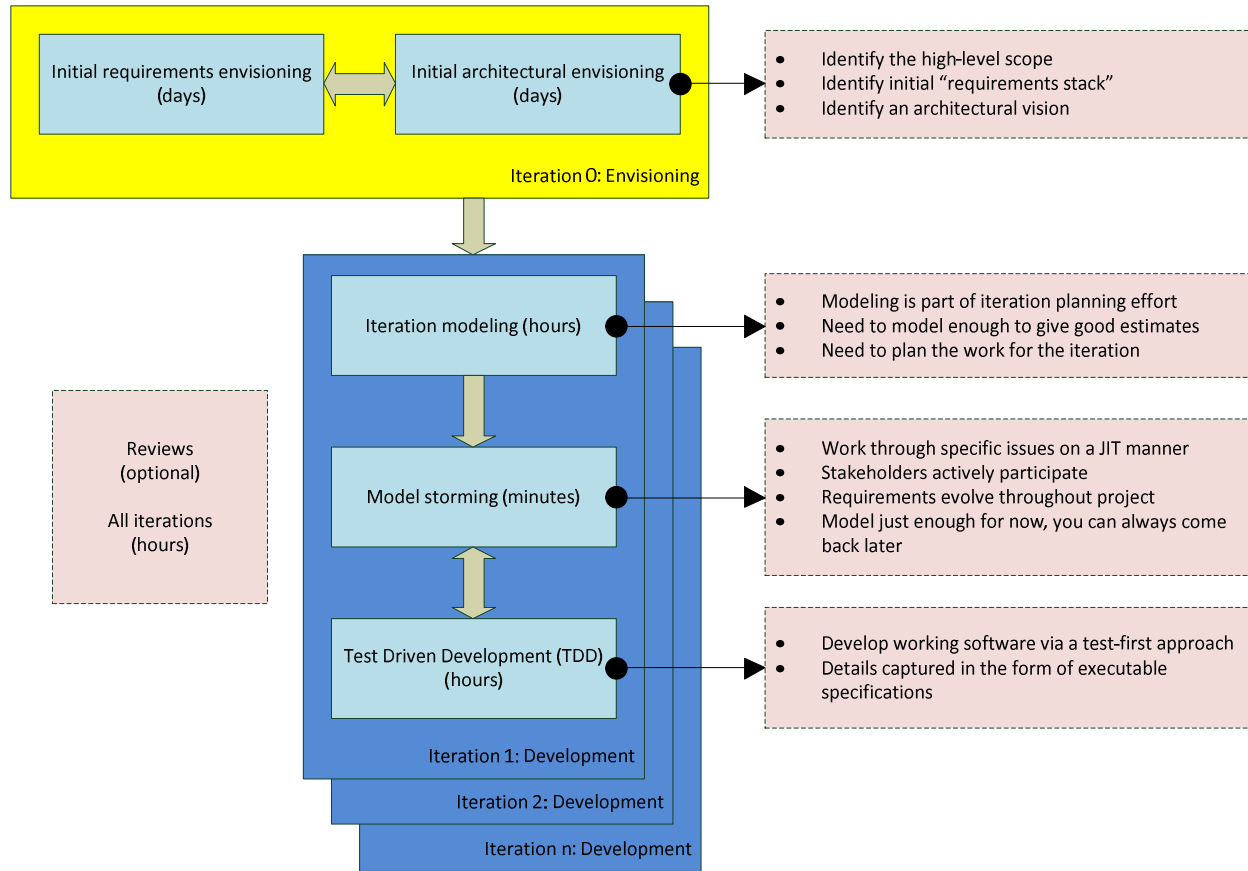 Initial requirements envisioning
(days)
Initial architectural envisioning
(days)
Iteration 0: Envisioning
• Identify the high-level scope
• Identify initial “requirements stack”
• Identify an architectural vision
Iteration modeling (hours)
• Modeling is part of iteration planning effort
• Need to model enough to give good estimates
• Need to plan the work for the iteration
Reviews
(optional)
All iterations
(hours)
Model storming (minutes)
• Work through specific issues on a JIT manner
• Stakeholders actively participate
• Requirements evolve throughout project
• Model just enough for now, you can always come
back later
Test Driven Development (TDD)
(hours)
• Develop working software via a test-first approach
• Details captured in the form of executable
specifications
Iteration 1: Development
Iteration 2: Development
Iteration n: Development